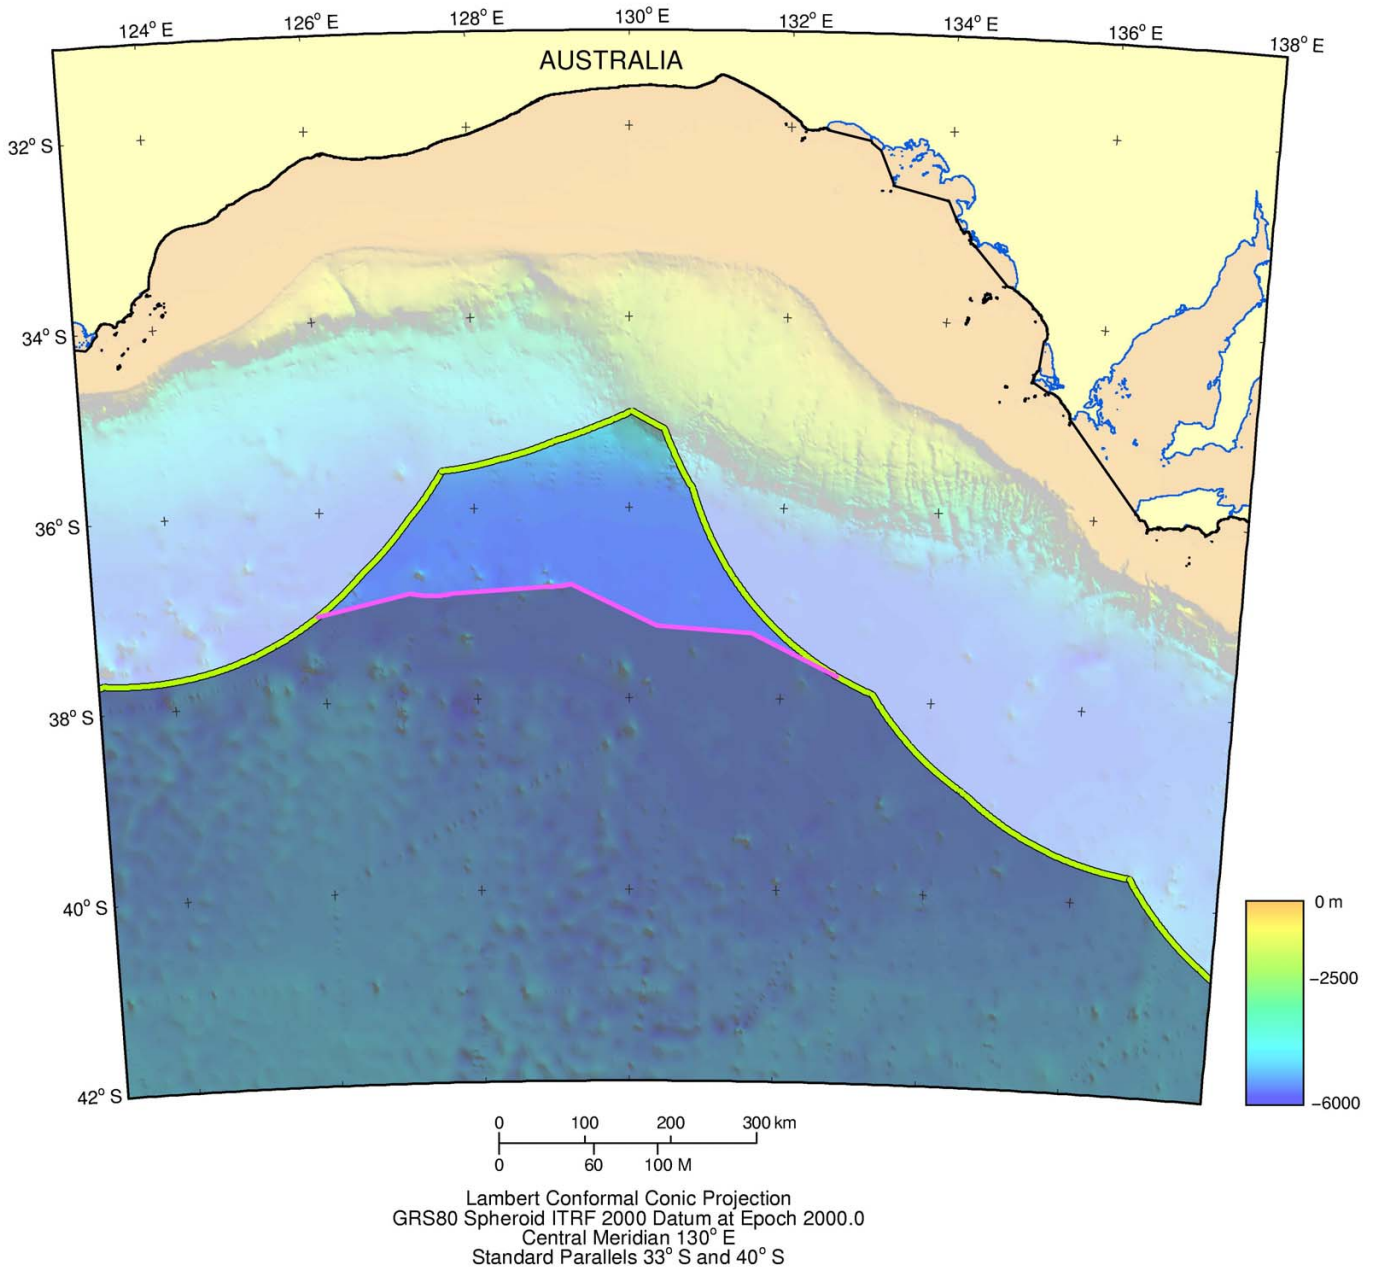 124° E
126° E
128° E
130° E
132° E
134° E
136° E
138° E
AUSTRALIA
32° S
34° S
36° S
38° S
40° S
42° S
0 m
−2500
−6000
0 100 200 300 km
0 60 100 M
Lambert Conformal Conic Projection
GRS80 Spheroid ITRF 2000 Datum at Epoch 2000.0
Central Meridian 130° E
Standard Parallels 33° S and 40° S